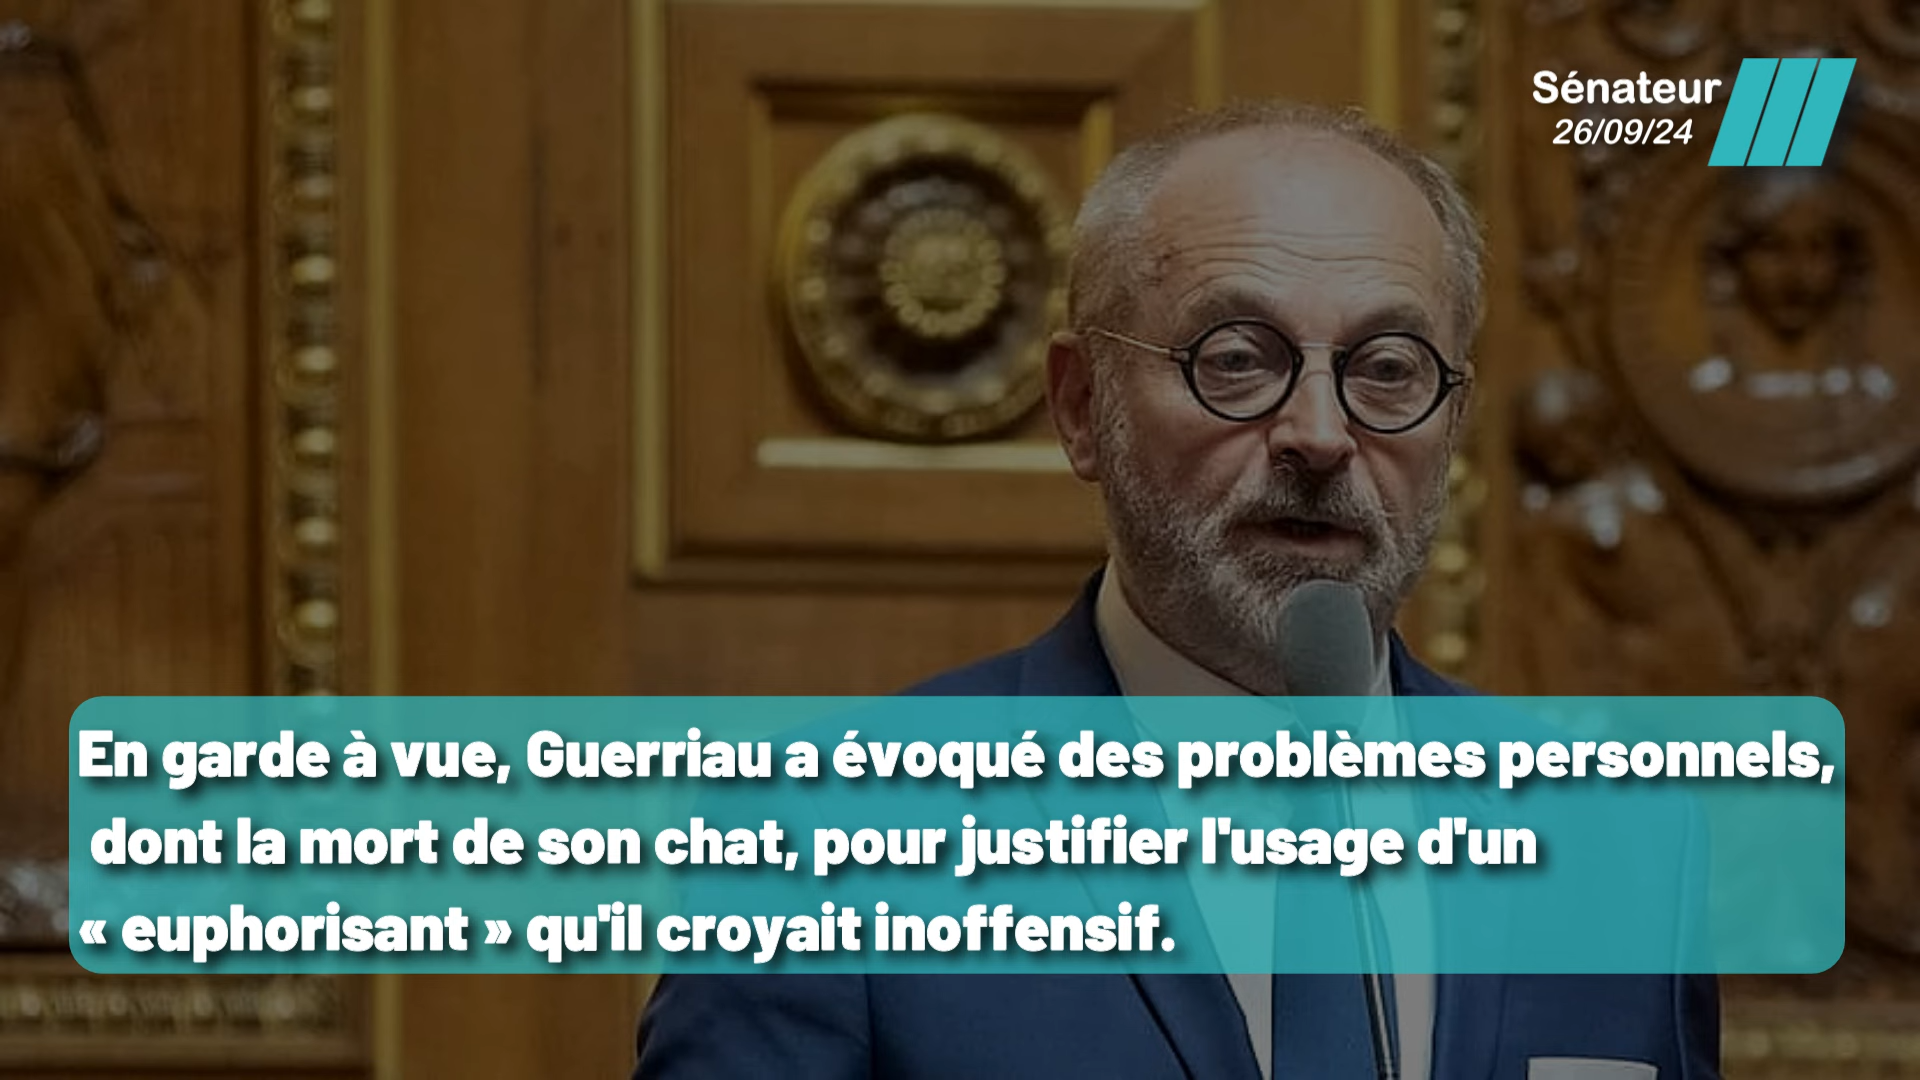 Sénateur
26/09/24
En garde à vue, Guerriau a évoqué des problèmes personnels,
dont la mort de son chat, pour justifier l'usage d'un
« euphorisant » qu'il croyait inoffensif.